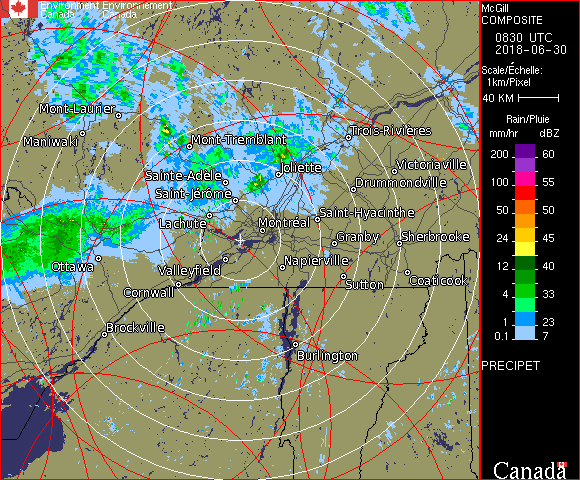 Environment Environnement
Canada Canada
McGill
COMPOSITE
0830 UTC
2018-06-30
Scale/Échelle:
1km/Pixel
40 KM
Rain/Pluie
mm/hr dBZ
200 60
100 55
50 50
24 45
12 40
4 33
1 23
0.1 7
PRECIPET
Canada
Mont-Laurier
Maniwaki
Mont-Tremblant
Trois-Rivières
Sainte-Adèle
Joliette
Victoriaville
Saint-Jérôme
Drummondville
Lachute
Saint-Hyacinthe
Montréal
Granby
Sherbrooke
Ottawa
Valleyfield
Napierville
Cornwall
Sutton
Coaticook
Brockville
Burlington